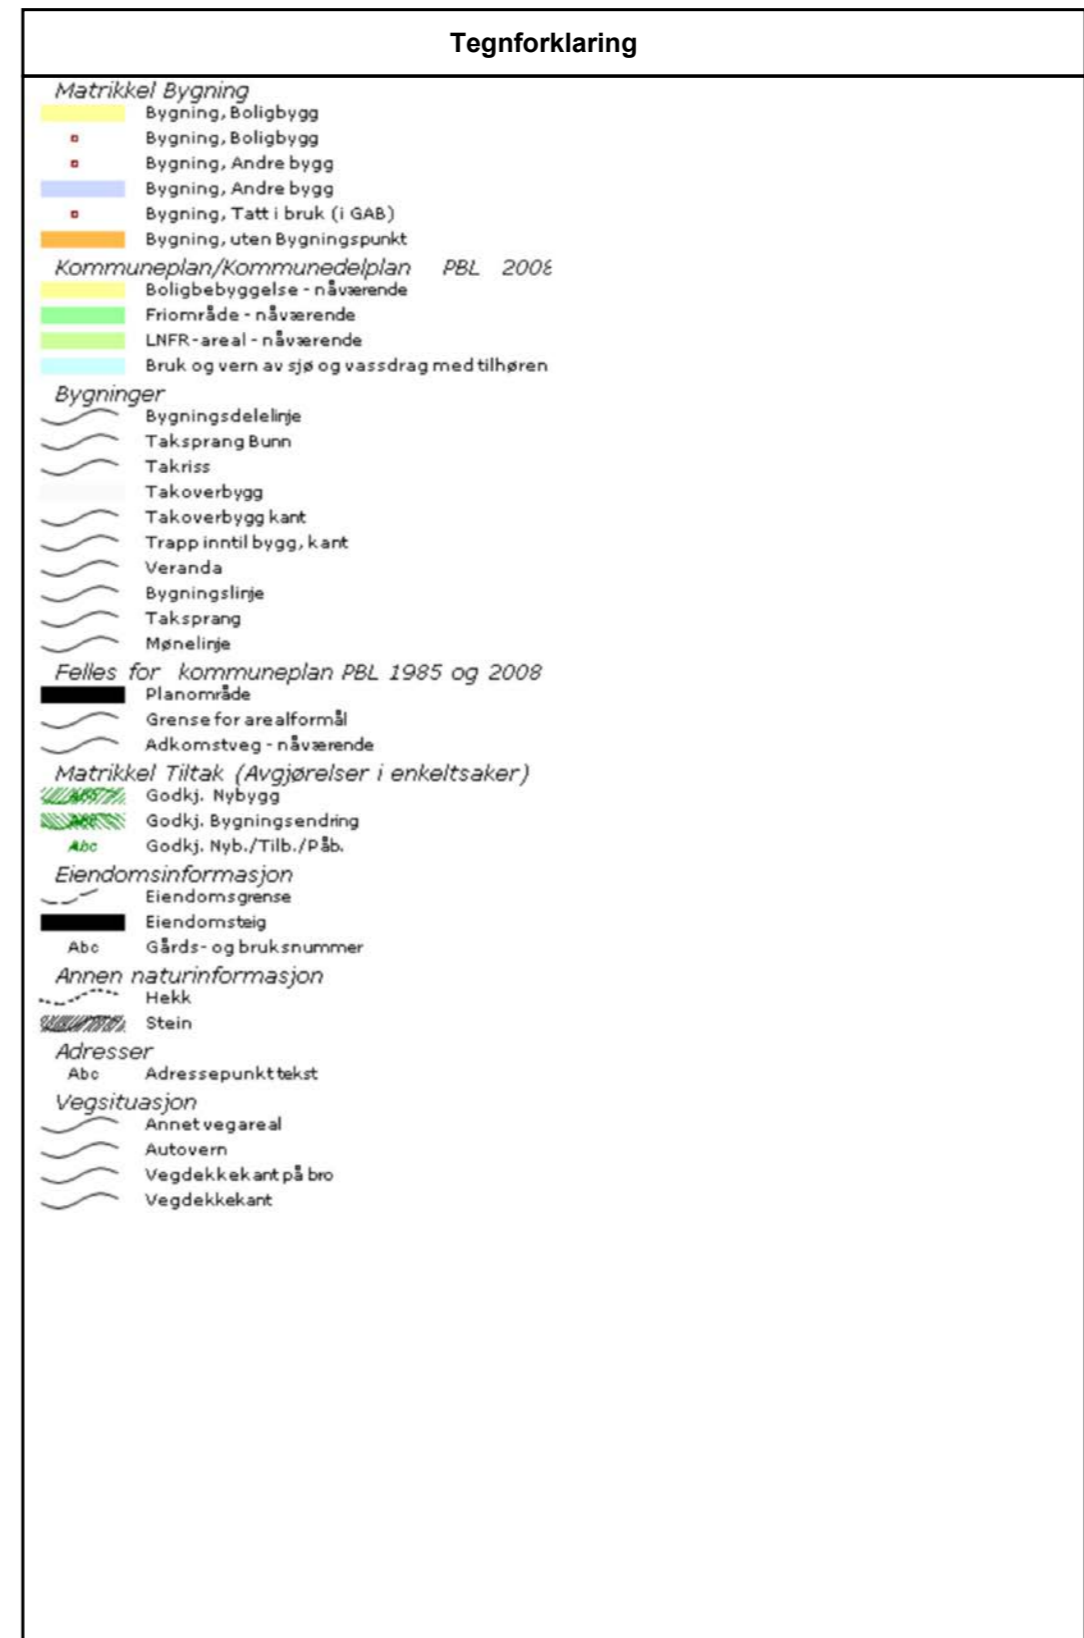 Tegnforklaring
Matrikkel Bygning
Bygning, Boligbygg
Bygning, Boligbygg
Bygning, Andre bygg
Bygning, Andre bygg
Bygning, Tatt i bruk (i GAB)
Bygning, uten Bygningspunkt
Kommuneplan/Kommunedelplan PBL 2008
Boligbebyggelse - nåværende
Friområde - nåværende
LNFR-areal - nåværende
Bruk og vern av sjø og vassdrag med tilhøren
Bygninger
Bygningsdelelinje
Taksprang Bunn
Takriss
Takoverbygg
Takoverbygg kant
Trapp inntil bygg, kant
Veranda
Bygningslinje
Taksprang
Mønelinje
Felles for kommuneplan PBL 1985 og 2008
Planområde
Grense for arealformål
Adkomstveg - nåværende
Matrikkel Tiltak (Avgjørelser i enkeltsaker)
Abc Godkj. Nybygg
Abc Godkj. Bygningsendring
Abc Godkj. Nyb./Tilb./Påb.
Eiendomsinformasjon
Eiendomsgrense
Eiendomsteig
Abc Gårds- og bruksnummer
Annen naturinformasjon
Hekk
Stein
Adresser
Abc Adressepunkt tekst
Vegsituasjon
Annet vegareal
Autovern
Vegdekkekant på bro
Vegdekkekant